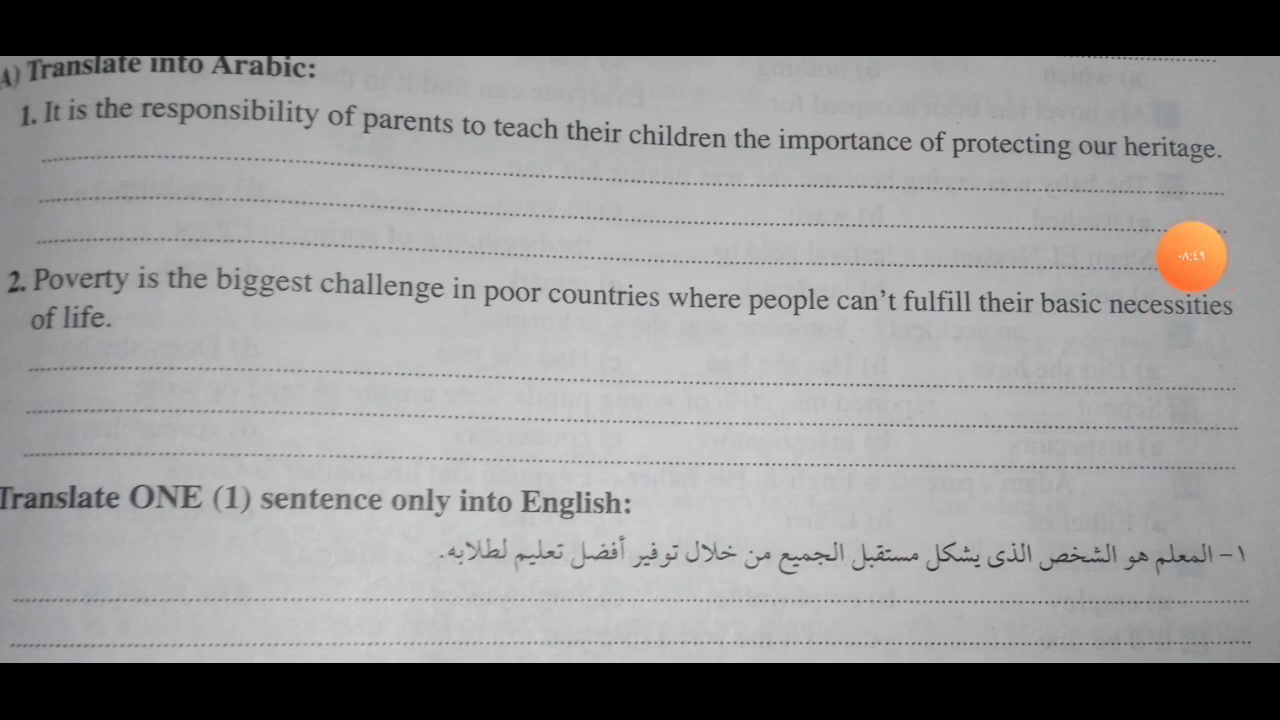 A) Translate into Arabic:
1. It is the responsibility of parents to teach their children the importance of protecting our heritage.
٠٨:٤٩
2. Poverty is the biggest challenge in poor countries where people can't fulfill their basic necessities
of life.
Translate ONE (1) sentence only into English:
١- المعلم هو الشخص الذى يشكل مستقبل الجميع من خلال توفير أفضل تعليم لطلابه.